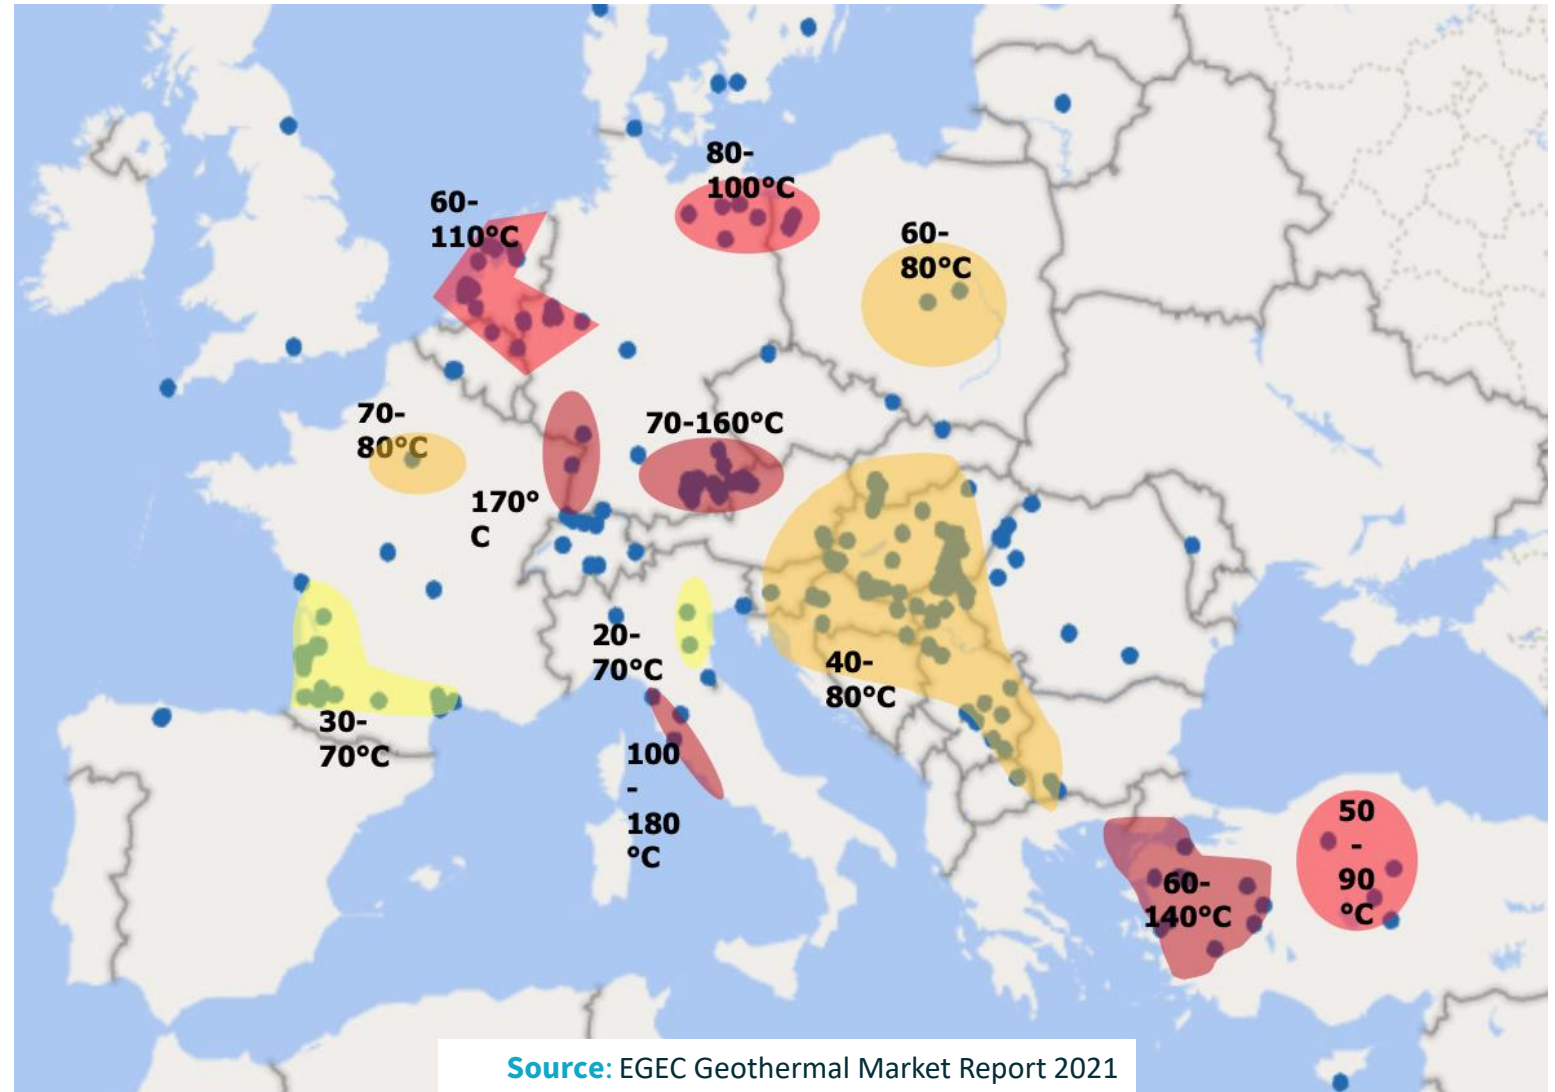 80-
100°C
60-
110°C
60-
80°C
70-
80°C
70-160°C
170°
C
20-
70°C
40-
80°C
30-
70°C
100
-
180
°C
50
-
90
°C
60-
140°C
Source: EGEC Geothermal Market Report 2021